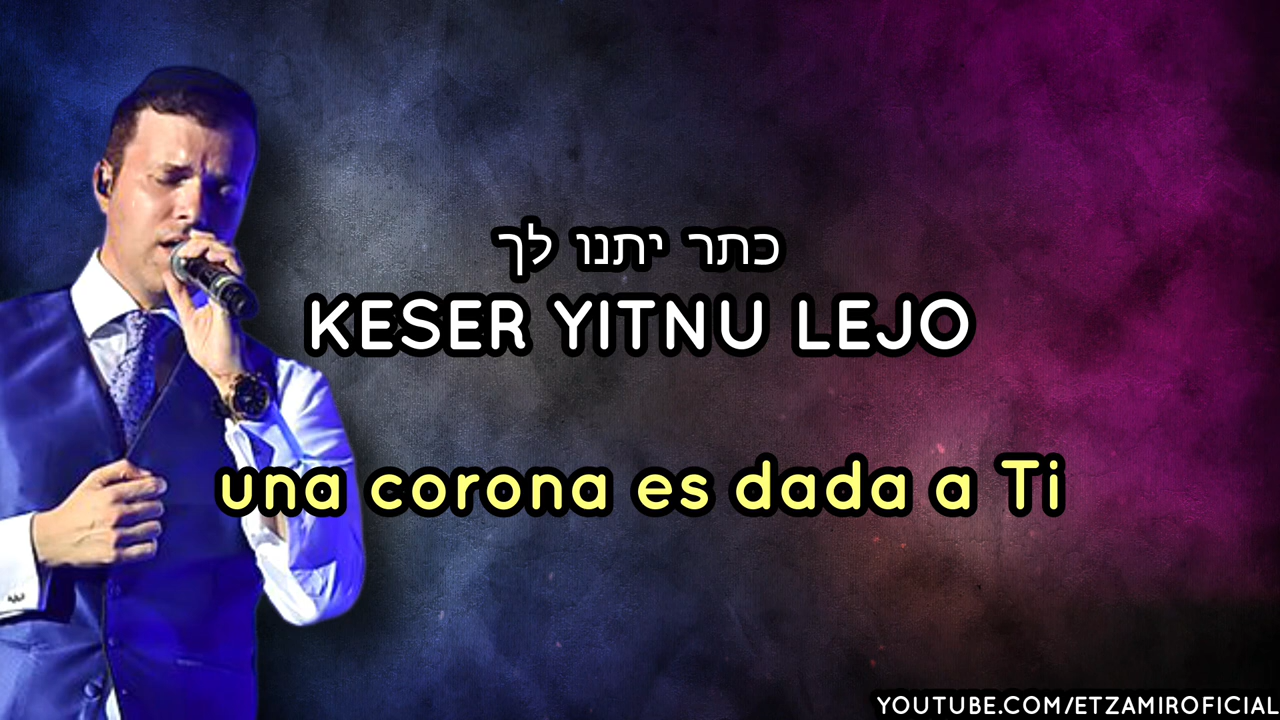 כתר יתנו לך
KESER YITNU LEJO
una corona es dada a Ti
YOUTUBE.COM/ETZAMIROFICIAL